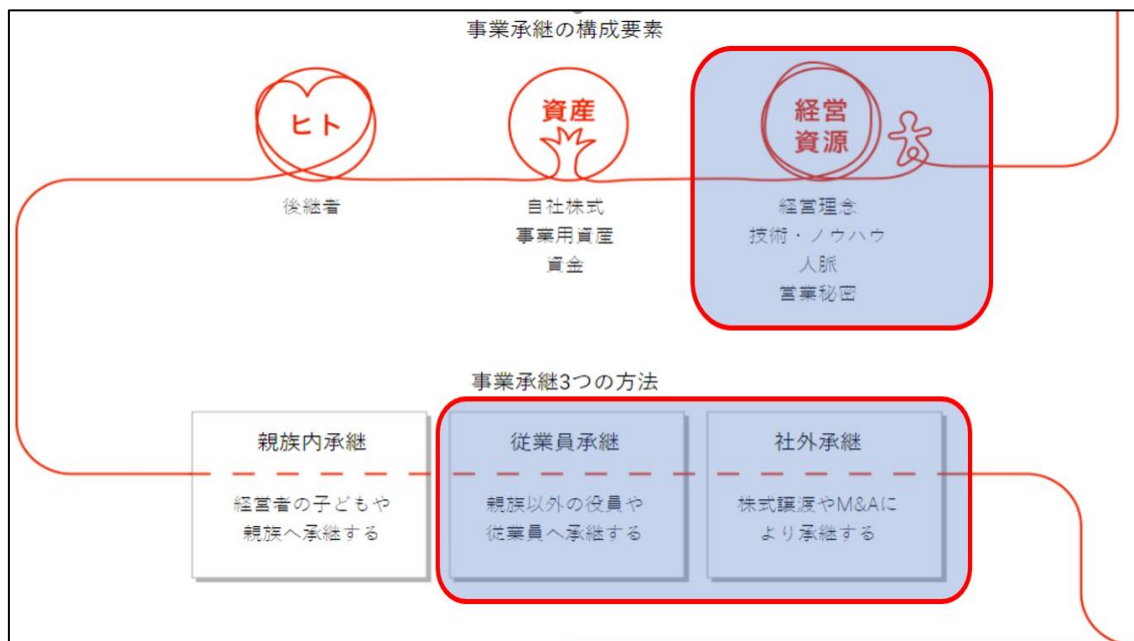 事業承継の構成要素
ヒト
資産
経営
資源
後継者
自社株式
事業用資産
資金
経営理念
技術・ノウハウ
人脈
営業秘密
事業承継3つの方法
親族内承継
経営者の子どもや
親族へ承継する
従業員承継
親族以外の役員や
従業員へ承継する
社外承継
株式譲渡やM&Aに
より承継する